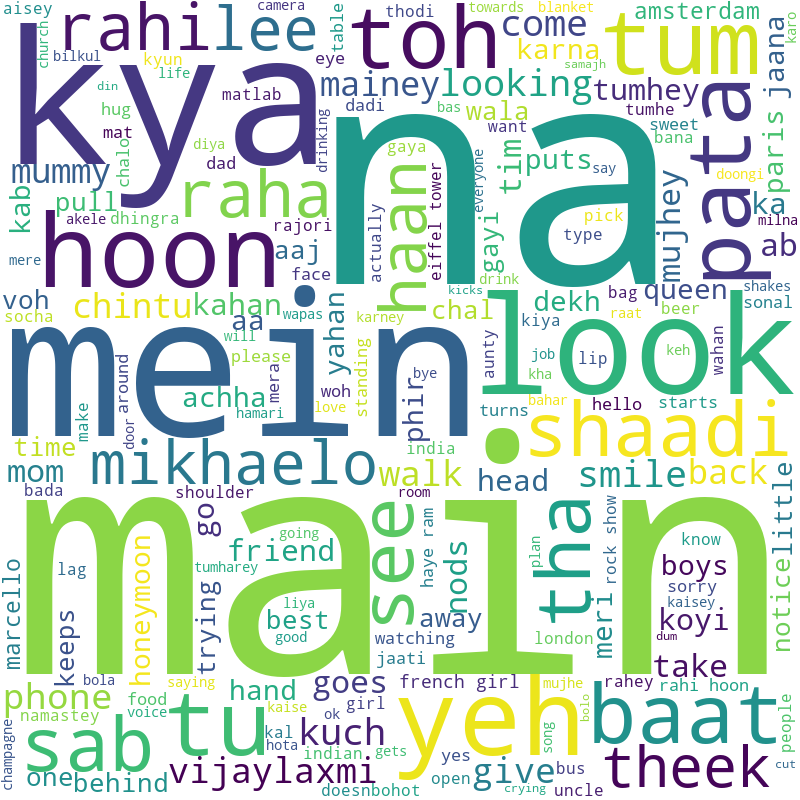 aisey
rahi
lee
camera
table
toh
thodi
come
towards
blanket
amsterdam
tum
karo
church
bilkul
kyun
life
din
kya
eye
karna
samajh
mainey
looking
tumhey
jaana
hug
matlab
dadi
bas
wala
tumhe
mat
chalo
diya
dad
drinking
want
sweet
bana
mummy
na
say
pata
paris
doongi
kab
pull
raha
haan
gaya
everyone
tim
puts
akele
dhingra
rajori
actually
eiffel tower
gayi
pick
mujhey
ka
milna
mere
hoon
aaj
face
type
ab
voh
chintu
kahan
wapas
kicks
drink
bag
queen
shakes
sonal
socha
aa
yahan
karney
chal
dekh
beer
will
please
standing
aunty
kiya
raat
keh
wahan
mein
look
door
around
mera
woh
bye
job
lip
kha
achha
hamari
love
phir
turns
bahar
hello
starts
time
make
india
shaadi
mom
mikhaelo
walk
head
smile
back
bada
shoulder
room
main
see
tha
little
marcello
lag
keeps
honeymoon
trying
go
friend
going
tumharey
haye ram
nods
plan
rock show
meri
know
boys
notice
sorry
kaisey
liya
best
good
away
watching
jaati
london
koyi
dum
take
bola
saying
goes
french girl
mujhe
rahey
rahi hoon
phone
namastey
food
voice
hand
kaise
girl
ok
yeh
song
bolo
baat
people
champagne
sab
tu
kal
hota
kuch
indian
gets
yes
open
bus
theek
one
behind
vijaylaxmi
doesnbohot
crying
give
uncle
cut